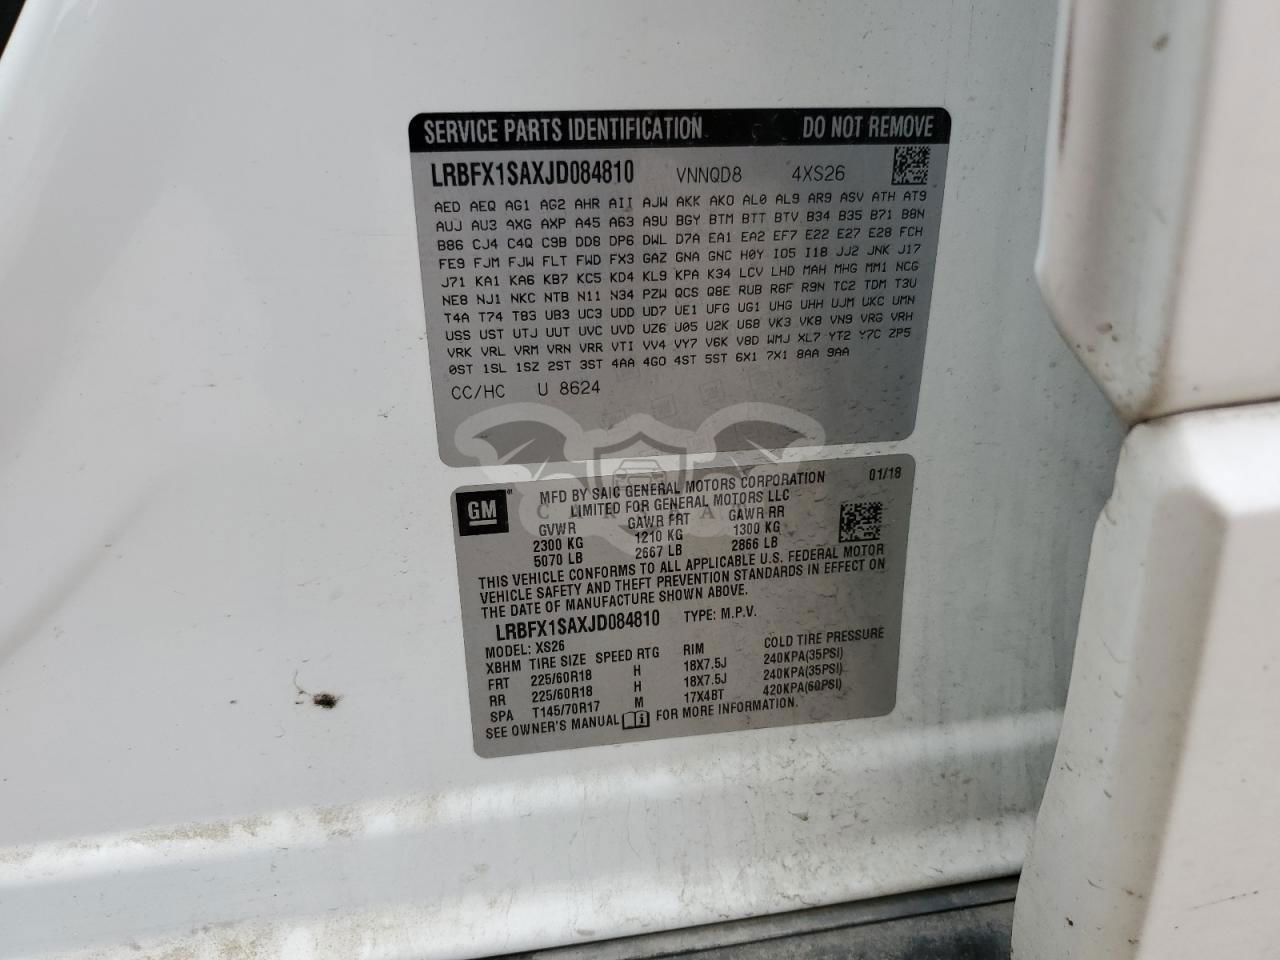 SERVICE PARTS IDENTIFICATION DO NOT REMOVE
LRBFX1SAXJD084810 VNNQD8 4XS26
AED AEQ AG1 AG2 AHR AII AJW AKK AKO AL0 AL9 AR9 ASV ATH AT9
AUJ AU3 AXG AXP A45 A63 A9U BGY BTM BTT BTV B34 B35 B71 B8N
B86 CJ4 C4Q C9B DD8 DP6 DWL D7A EA1 EA2 EF7 E22 E27 E28 FCH
FE9 FJM FJW FLT FWD FX3 GAZ GNA GNC H0Y IO5 I18 JJ2 JNK J17
J71 KA1 KA6 KB7 KC5 KD4 KL9 KPA K34 LCV LHD MAH MHG MM1 NCG
NE8 NJ1 NKC NTB N11 N34 PZW QCS Q8E RUB R6F R9N TC2 TDM T3U
T4A T74 T83 UB3 UC3 UDD UD7 UE1 UFG UG1 UHG UHH UJM UKC UMN
USS UST UTJ UUT UVC UVD UZ6 U05 U2K U68 VK3 VK8 VN9 VRG VRH
VRK VRL VRM VRN VRR VTI VV4 VY7 V6K V8D WMJ XL7 YT2 Y7C ZP5
0ST 1SL 1SZ 2ST 3ST 4AA 4G0 4ST 5ST 6X1 7X1 8AA 9AA
CC/HC U 8624
GM
MFD BY SAIC GENERAL MOTORS CORPORATION 01/18
LIMITED FOR GENERAL MOTORS LLC
GVWR GAWR FRT GAWR RR
2300 KG 1210 KG 1300 KG
5070 LB 2667 LB 2866 LB
THIS VEHICLE CONFORMS TO ALL APPLICABLE U.S. FEDERAL MOTOR
VEHICLE SAFETY AND THEFT PREVENTION STANDARDS IN EFFECT ON
THE DATE OF MANUFACTURE SHOWN ABOVE.
LRBFX1SAXJD084810 TYPE: M.P.V.
MODEL: XS26
XBHM TIRE SIZE SPEED RTG RIM COLD TIRE PRESSURE
FRT 225/60R18 H 18X7.5J 240KPA(35PSI)
RR 225/60R18 H 18X7.5J 240KPA(35PSI)
SPA T145/70R17 M 17X4BT 420KPA(60PSI)
SEE OWNER'S MANUAL FOR MORE INFORMATION.